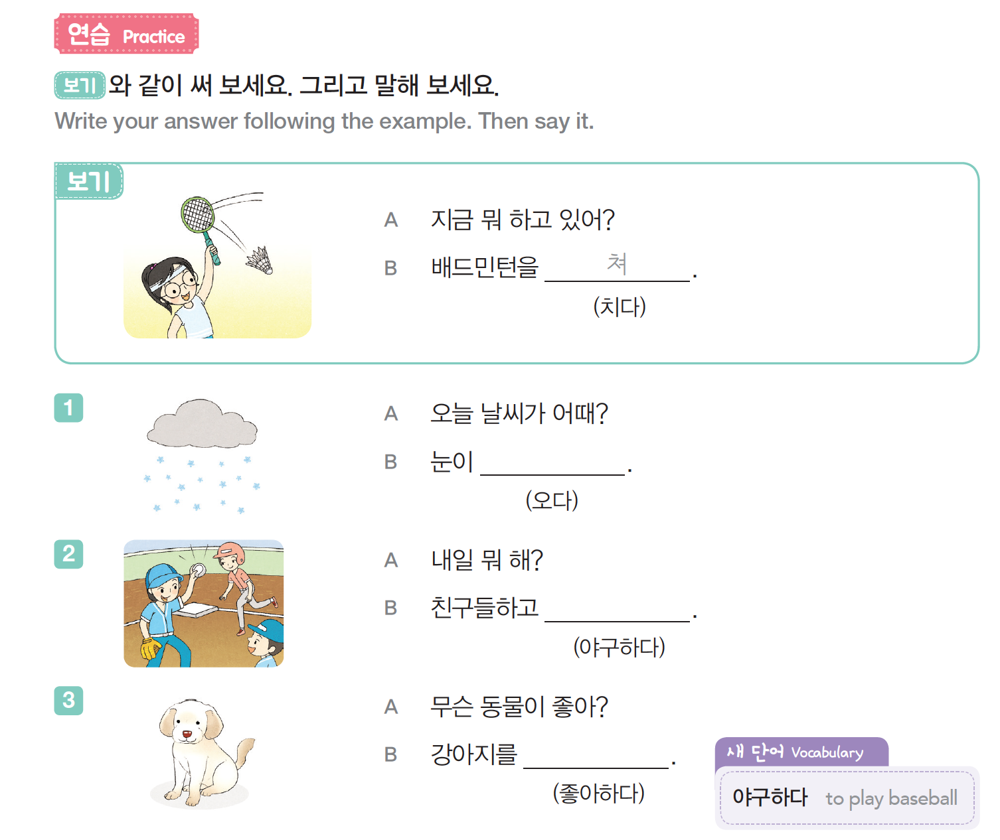 연습 Practice
보기와 같이 써 보세요. 그리고 말해 보세요.
Write your answer following the example. Then say it.
보기
A 지금 뭐 하고 있어?
B 배드민턴을 쳐.
(치다)
1
A 오늘 날씨가 어때?
B 눈이 ____________.
(오다)
2
A 내일 뭐 해?
B 친구들하고 ____________.
(야구하다)
3
A 무슨 동물이 좋아?
B 강아지를 ____________.
(좋아하다)
새 단어 Vocabulary
야구하다 to play baseball